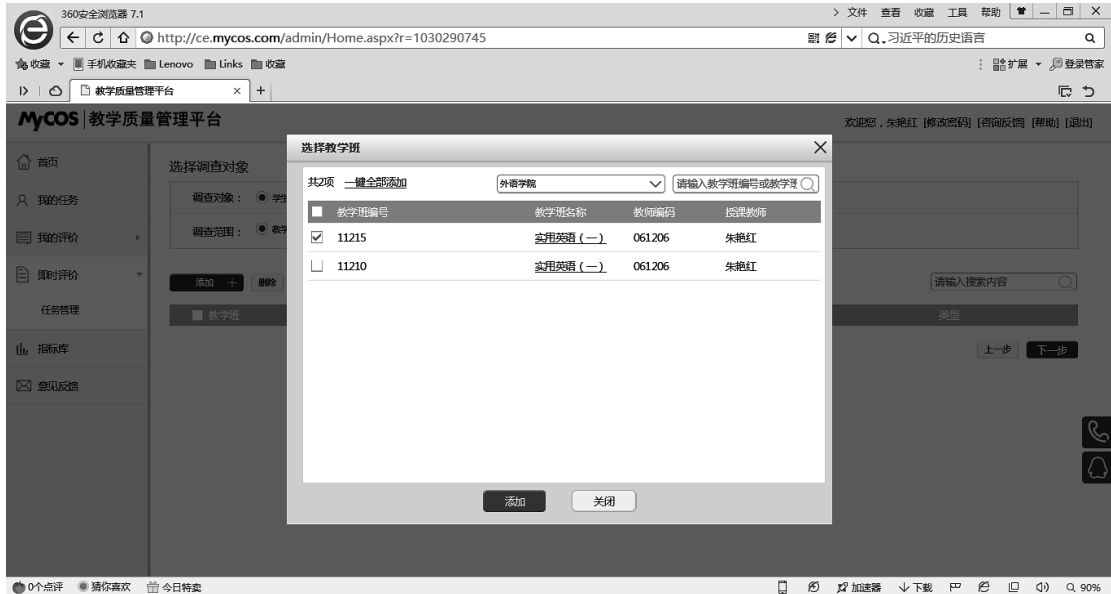 360安全浏览器 7.1
文件 查看 收藏 工具 帮助
http://ce.mycos.com/admin/Home.aspx?r=1030290745
习近平的历史语言
收藏 手机收藏夹 Lenovo Links 收藏
扩展 登录管家
教学质量管理平台 × +
MyCOS 教学质量管理平台
欢迎您，朱艳红 [修改密码] [咨询反馈] [帮助] [退出]
首页
我的任务
我的评价
即时评价
任务管理
指标库
意见反馈
选择调查对象
调查对象： 学生
调查范围： 教学
添加 + 删除
请输入搜索内容
教学班 类型
上一步 下一步
选择教学班
共2项 一键全部添加 外语学院 请输入教学班编号或教学班
教学班编号 教学班名称 教师编码 授课教师
11215 实用英语（一） 061206 朱艳红
11210 实用英语（一） 061206 朱艳红
添加 关闭
0个点评 猜你喜欢 今日特卖
加速器 下载 90%